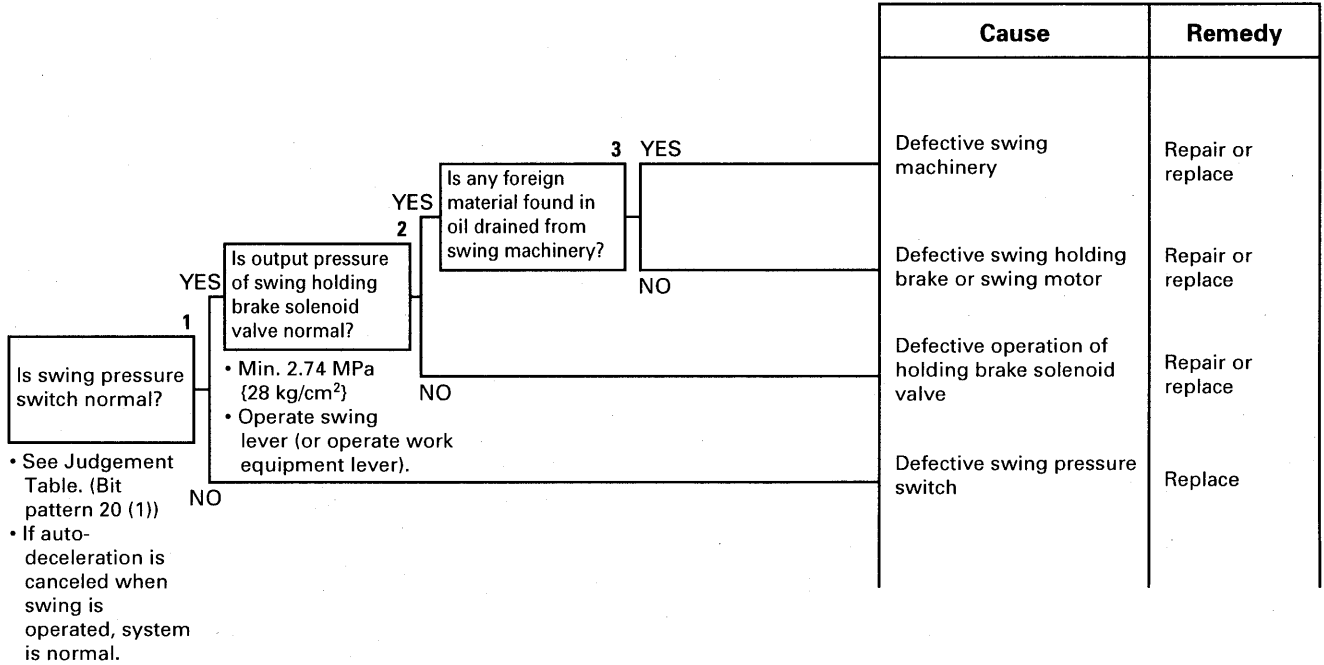 Cause
Remedy
3 YES
Is any foreign
material found in
oil drained from
swing machinery?
NO
Defective swing
machinery
Repair or
replace
YES
2
Is output pressure
of swing holding
brake solenoid
valve normal?
• Min. 2.74 MPa
{28 kg/cm²}
• Operate swing
lever (or operate work
equipment lever).
NO
Defective swing holding
brake or swing motor
Repair or
replace
YES
1
Is swing pressure
switch normal?
• See Judgement
Table. (Bit
pattern 20 (1))
• If auto-
deceleration is
canceled when
swing is
operated, system
is normal.
NO
Defective operation of
holding brake solenoid
valve
Repair or
replace
Defective swing pressure
switch
Replace